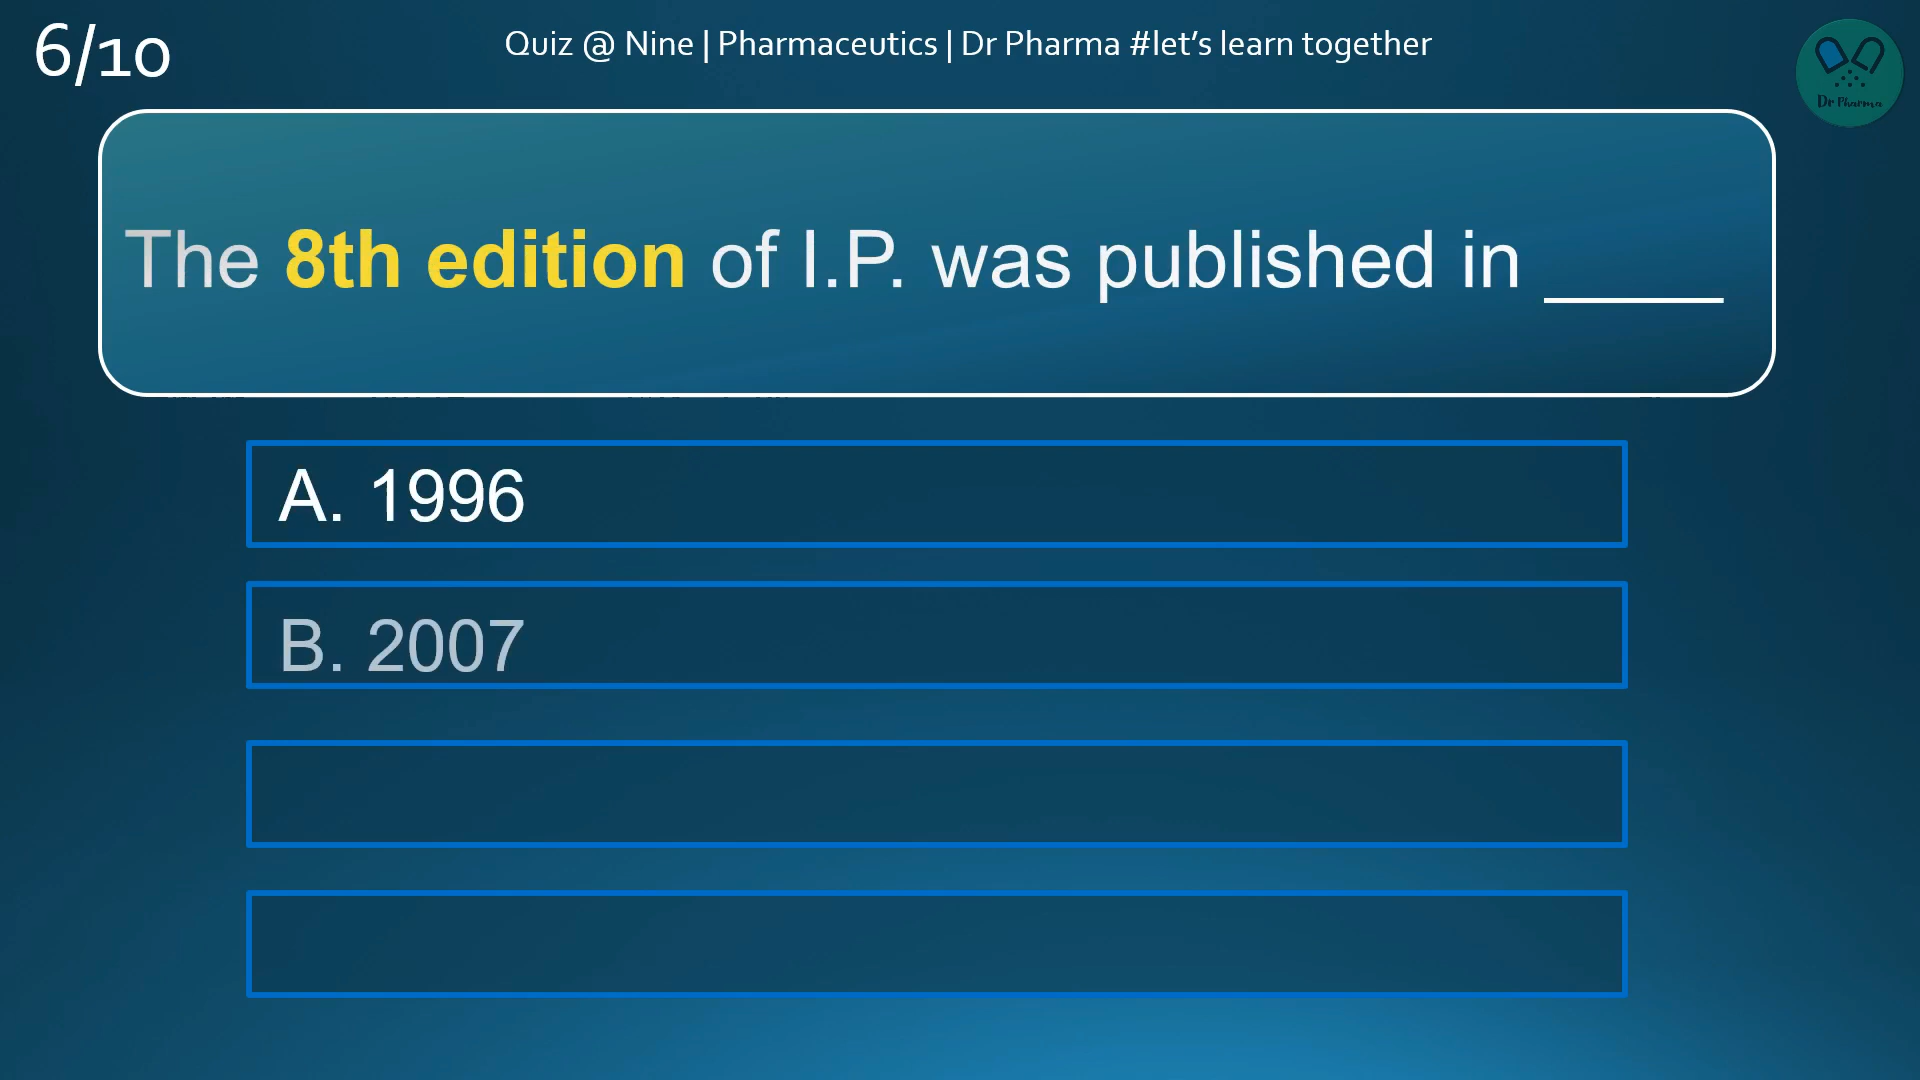 6/10
Quiz @ Nine | Pharmaceutics | Dr Pharma #let’s learn together
Dr Pharma
The 8th edition of I.P. was published in _____
A. 1996
B. 2007